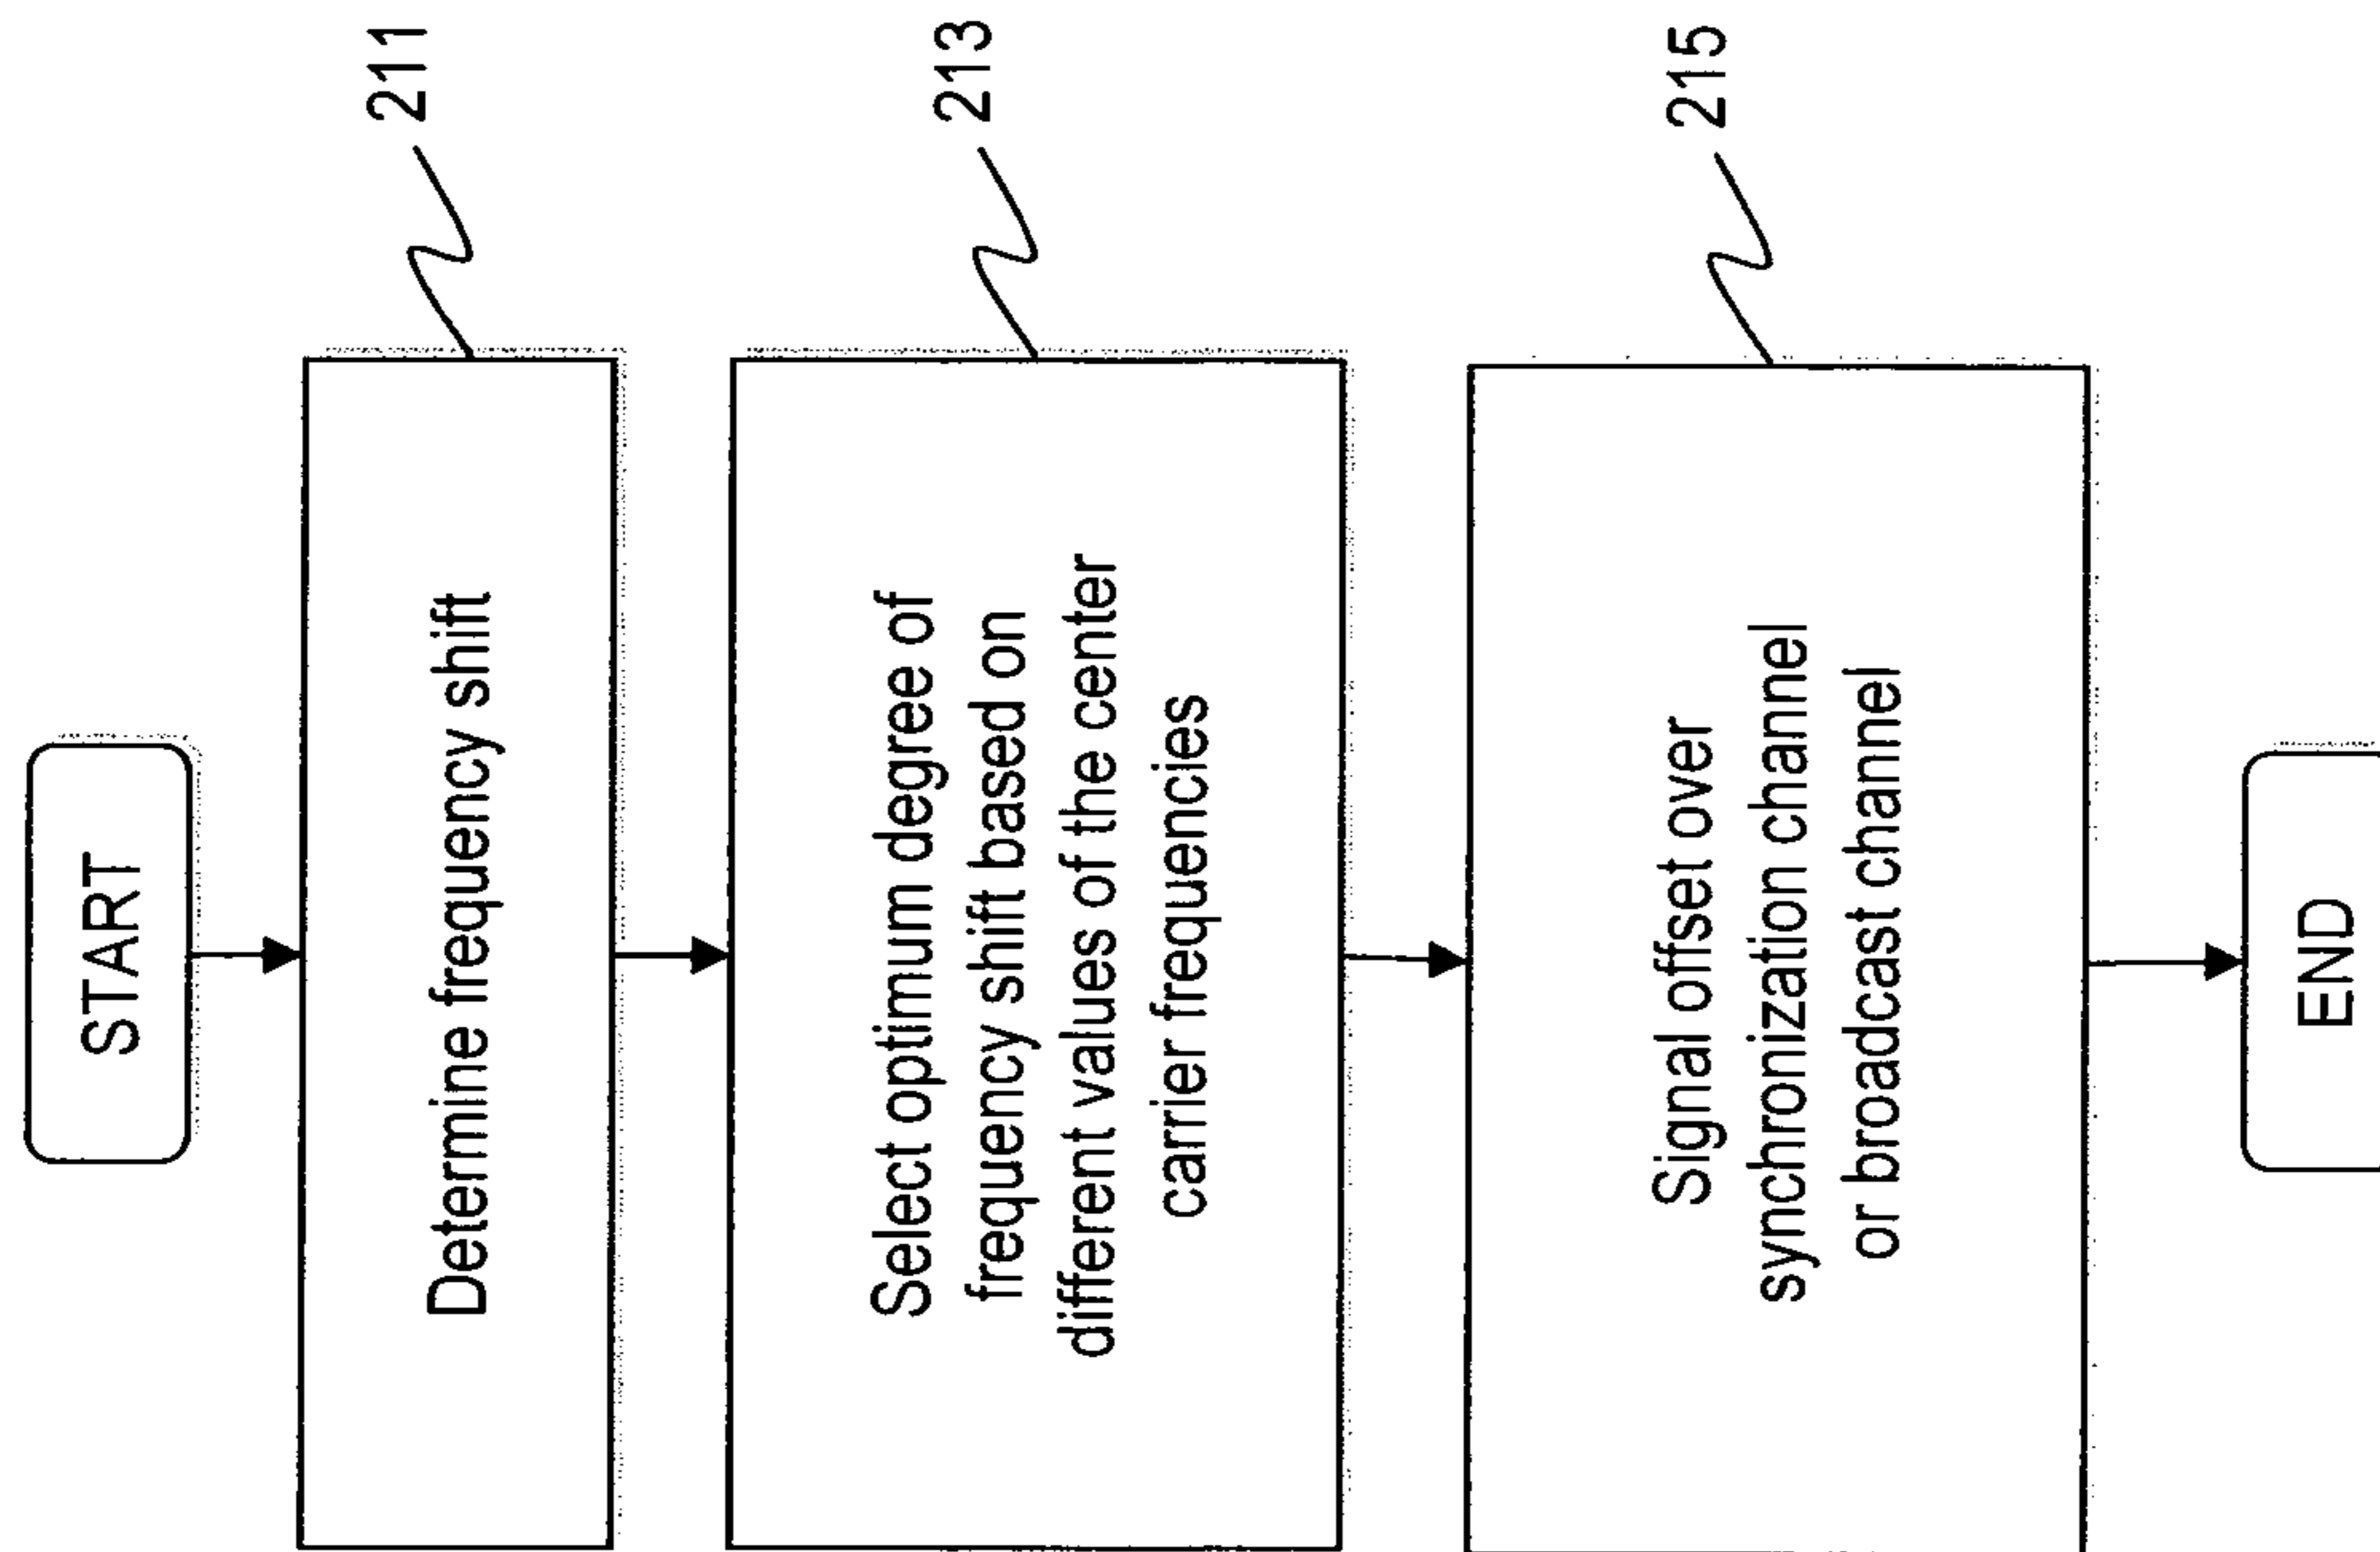 START
Determine frequency shift
211
Select optimum degree of
frequency shift based on
different values of the center
carrier frequencies
213
Signal offset over
synchronization channel
or broadcast channel
215
END